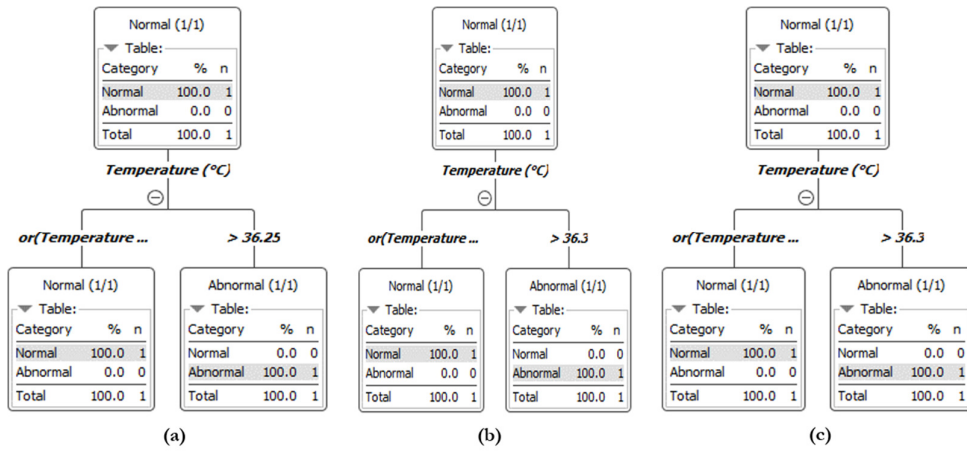 Normal (1/1)
Table:
Category % n
Normal 100.0 1
Abnormal 0.0 0
Total 100.0 1
Temperature (°C)
or(Temperature ...
> 36.25
Normal (1/1)
Table:
Category % n
Normal 100.0 1
Abnormal 0.0 0
Total 100.0 1
Abnormal (1/1)
Table:
Category % n
Normal 0.0 0
Abnormal 100.0 1
Total 100.0 1
(a)
Normal (1/1)
Table:
Category % n
Normal 100.0 1
Abnormal 0.0 0
Total 100.0 1
Temperature (°C)
or(Temperature ...
> 36.3
Normal (1/1)
Table:
Category % n
Normal 100.0 1
Abnormal 0.0 0
Total 100.0 1
Abnormal (1/1)
Table:
Category % n
Normal 0.0 0
Abnormal 100.0 1
Total 100.0 1
(b)
Normal (1/1)
Table:
Category % n
Normal 100.0 1
Abnormal 0.0 0
Total 100.0 1
Temperature (°C)
or(Temperature ...
> 36.3
Normal (1/1)
Table:
Category % n
Normal 100.0 1
Abnormal 0.0 0
Total 100.0 1
Abnormal (1/1)
Table:
Category % n
Normal 0.0 0
Abnormal 100.0 1
Total 100.0 1
(c)